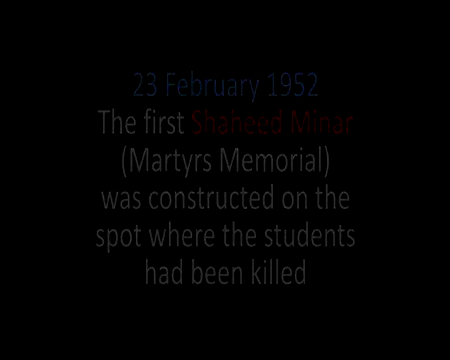 23 February 1952
The first Shaheed Minar
(Martyrs Memorial)
was constructed on the
spot where the students
had been killed